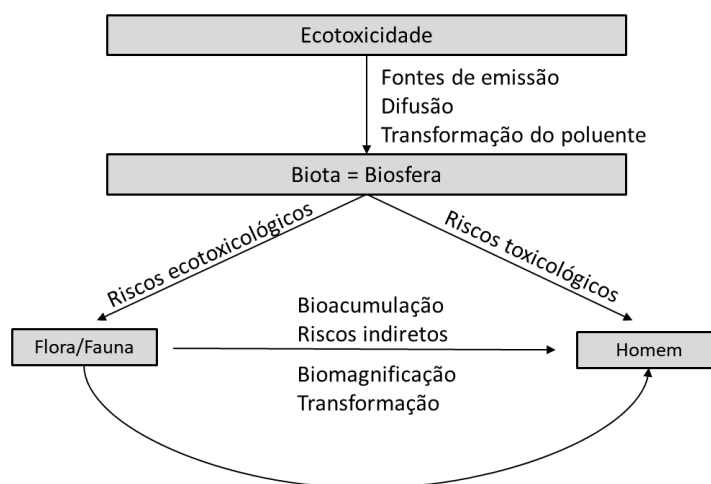 Ecotoxicidade
Fontes de emissão
Difusão
Transformação do poluente
Biota = Biosfera
Riscos ecotoxicológicos
Riscos toxicológicos
Bioacumulação
Riscos indiretos
Flora/Fauna
Homem
Biomagnificação
Transformação